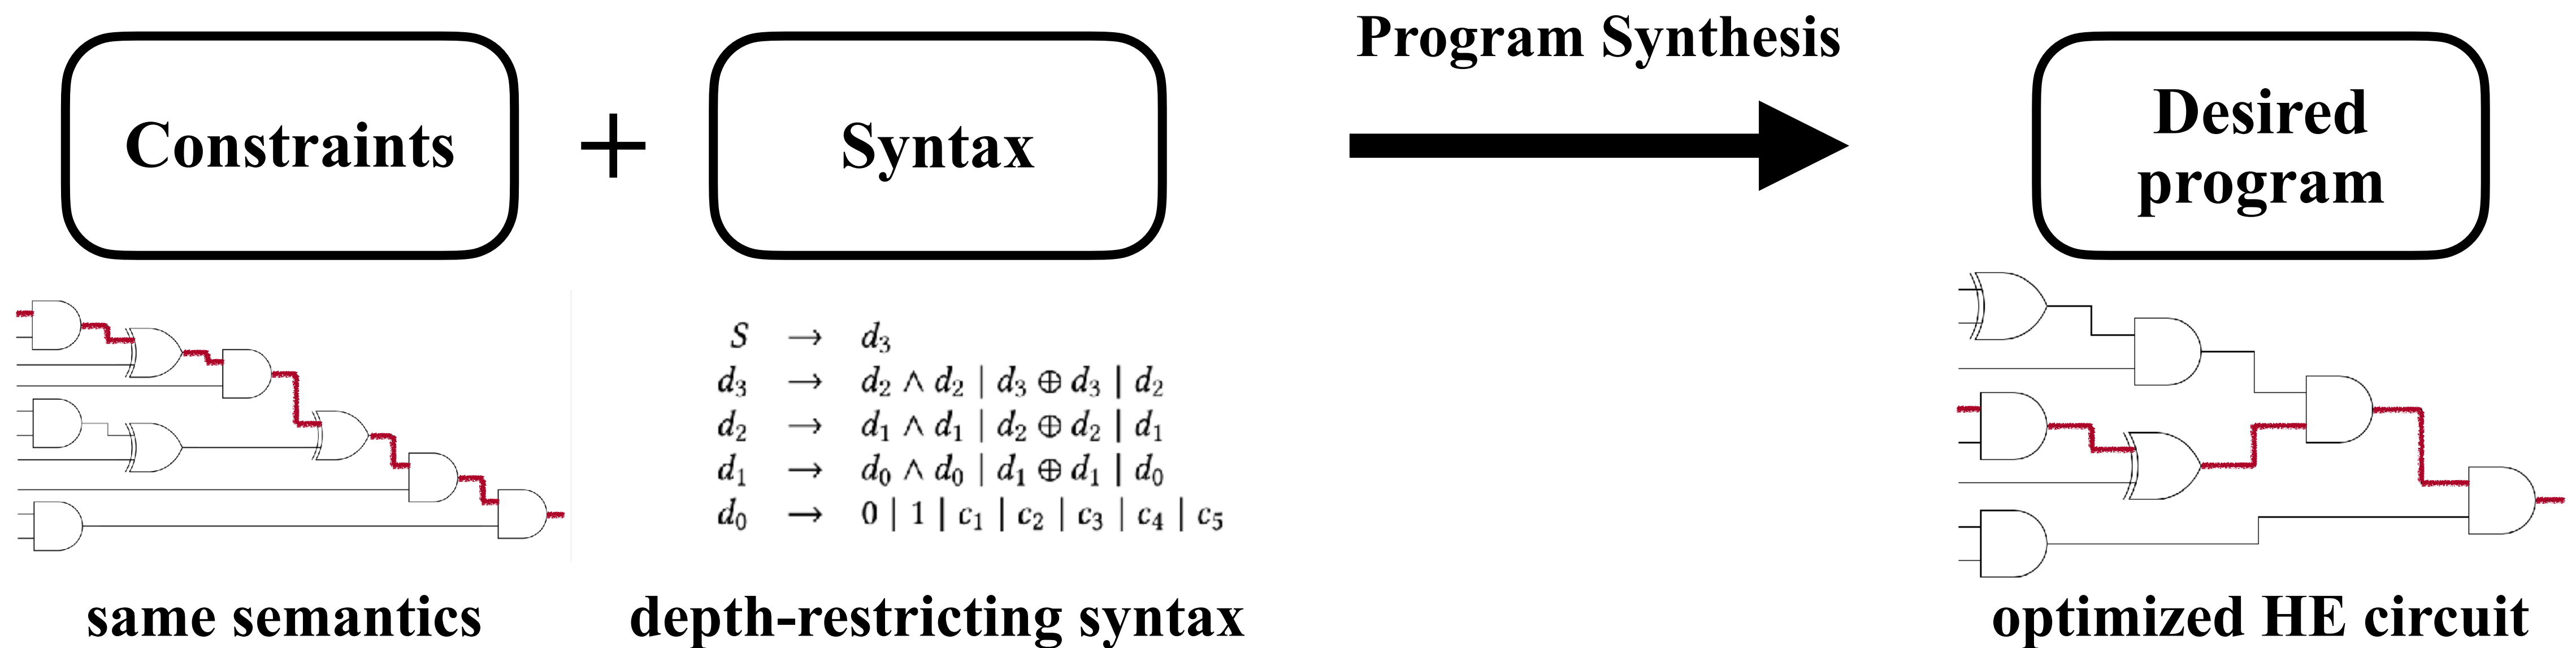 Program Synthesis
Constraints
+
Syntax
Desired
program
S → d₃
d₃ → d₂ ∧ d₂ | d₃ ⊕ d₃ | d₂
d₂ → d₁ ∧ d₁ | d₂ ⊕ d₂ | d₁
d₁ → d₀ ∧ d₀ | d₁ ⊕ d₁ | d₀
d₀ → 0 | 1 | c₁ | c₂ | c₃ | c₄ | c₅
same semantics
depth-restricting syntax
optimized HE circuit